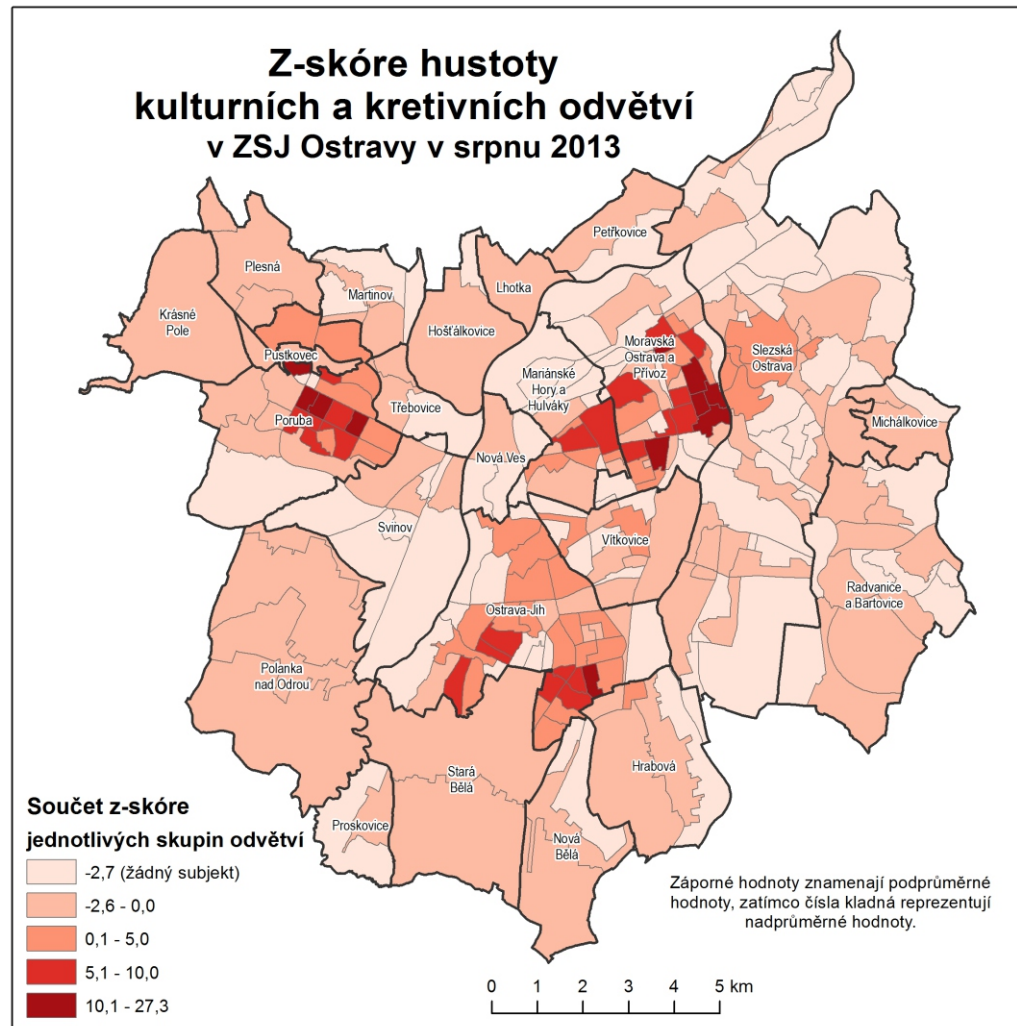 Z-skóre hustoty
kulturních a kretivních odvětví
v ZSJ Ostravy v srpnu 2013
Petřkovice
Plesná
Lhotka
Martinov
Krásné
Pole
Hošťálkovice
Moravská
Ostrava a
Přívoz
Slezská
Ostrava
Pustkovec
Mariánské
Hory a
Hulváky
Třebovice
Poruba
Michálkovice
Nová Ves
Svinov
Vítkovice
Radvanice
a Bartovice
Ostrava-Jih
Polanka
nad Odrou
Hrabová
Stará
Bělá
Proskovice
Nová
Bělá
Součet z-skóre
jednotlivých skupin odvětví
-2,7 (žádný subjekt)
-2,6 - 0,0
0,1 - 5,0
5,1 - 10,0
10,1 - 27,3
Záporné hodnoty znamenají podprůměrné
hodnoty, zatímco čísla kladná reprezentují
nadprůměrné hodnoty.
0 1 2 3 4 5 km